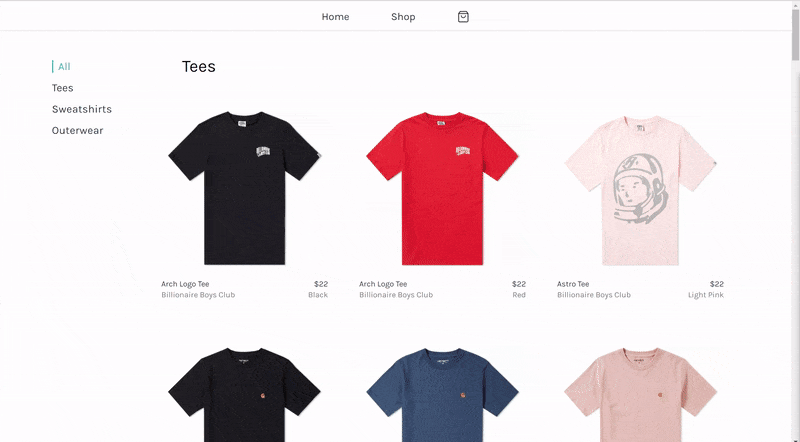 Home Shop
All
Tees
Sweatshirts
Outerwear
Tees
Arch Logo Tee $22
Billionaire Boys Club Black
Arch Logo Tee $22
Billionaire Boys Club Red
Astro Tee $22
Billionaire Boys Club Light Pink